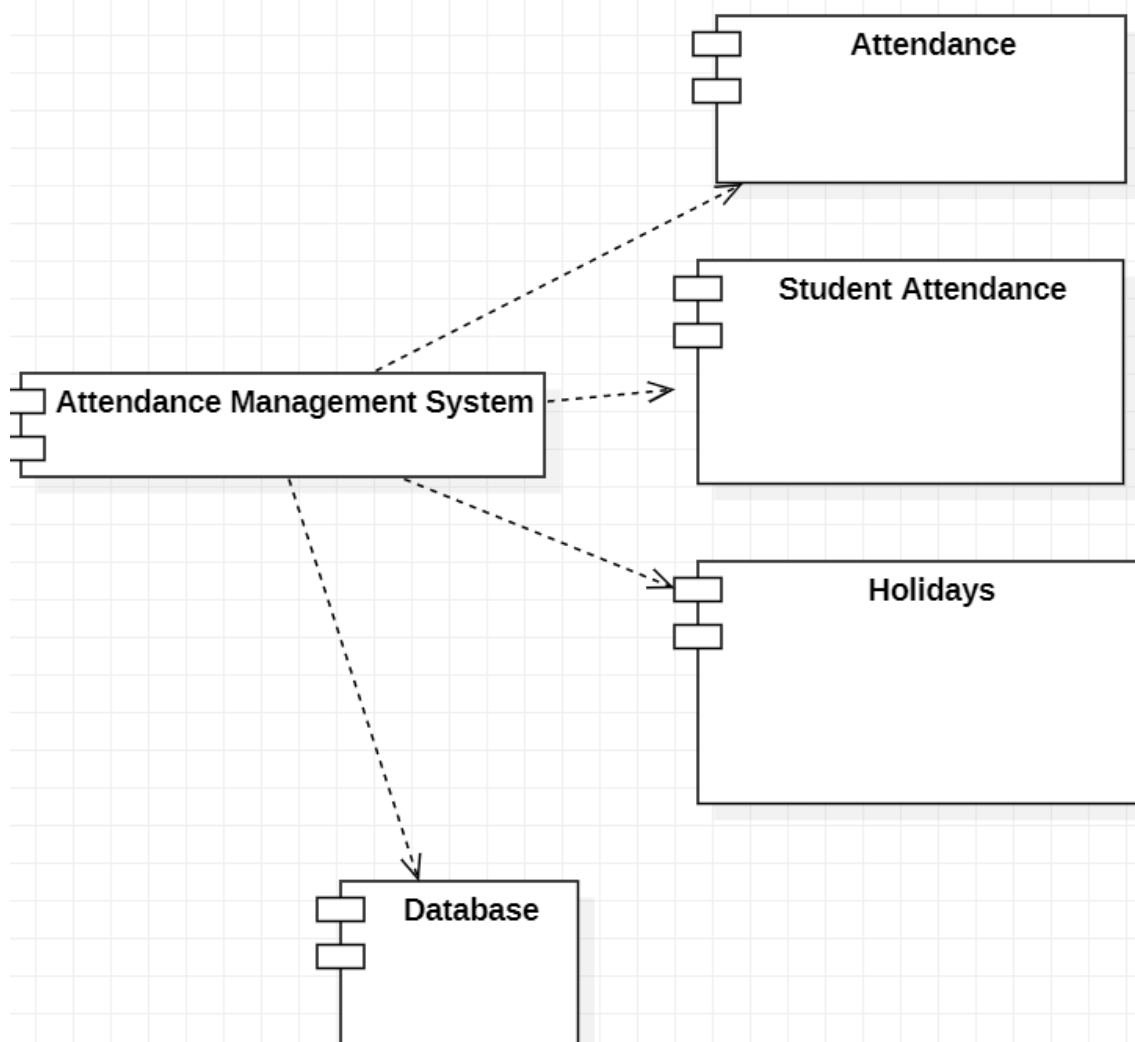 Attendance
Student Attendance
Attendance Management System
Holidays
Database